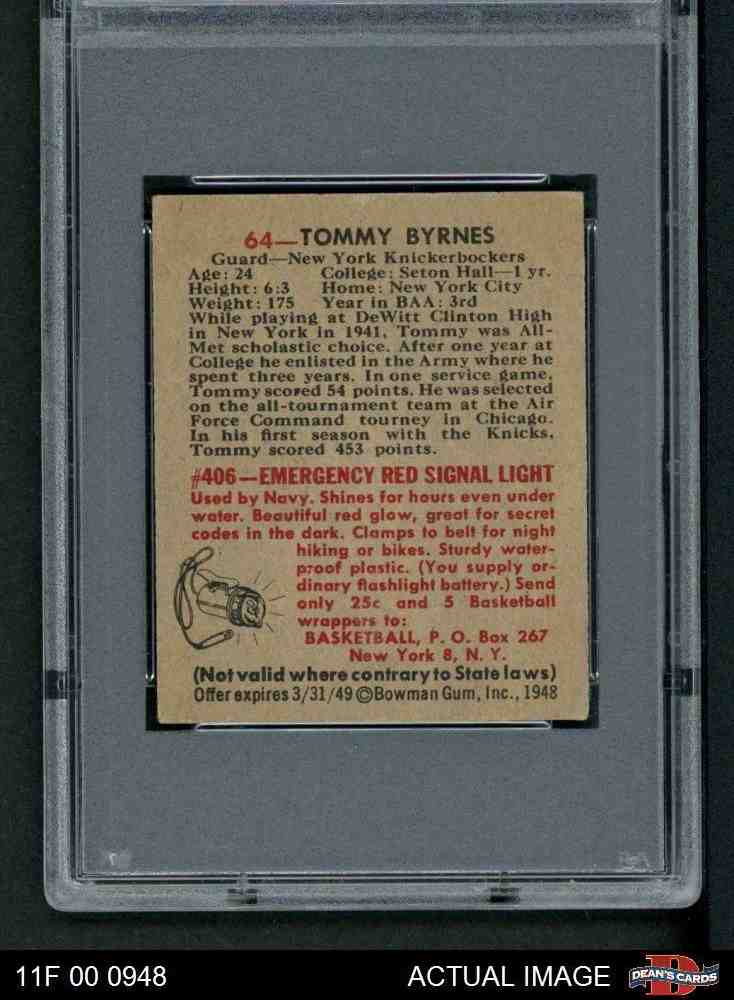 64—TOMMY BYRNES
Guard—New York Knickerbockers
Age: 24 College: Seton Hall—1 yr.
Height: 6:3 Home: New York City
Weight: 175 Year in BAA: 3rd
While playing at DeWitt Clinton High
in New York in 1941, Tommy was All-
Met scholastic choice. After one year at
College he enlisted in the Army where he
spent three years. In one service game,
Tommy scored 54 points. He was selected
on the all-tournament team at the Air
Force Command tourney in Chicago.
In his first season with the Knicks,
Tommy scored 453 points.
#406—EMERGENCY RED SIGNAL LIGHT
Used by Navy. Shines for hours even under
water. Beautiful red glow, great for secret
codes in the dark. Clamps to belt for night
hiking or bikes. Sturdy water-
proof plastic. (You supply or-
dinary flashlight battery.) Send
only 25c and 5 Basketball
wrappers to:
BASKETBALL, P. O. Box 267
New York 8, N. Y.
(Not valid where contrary to State laws)
Offer expires 3/31/49 ©Bowman Gum, Inc., 1948
11F 00 0948 ACTUAL IMAGE DEAN'S CARDS